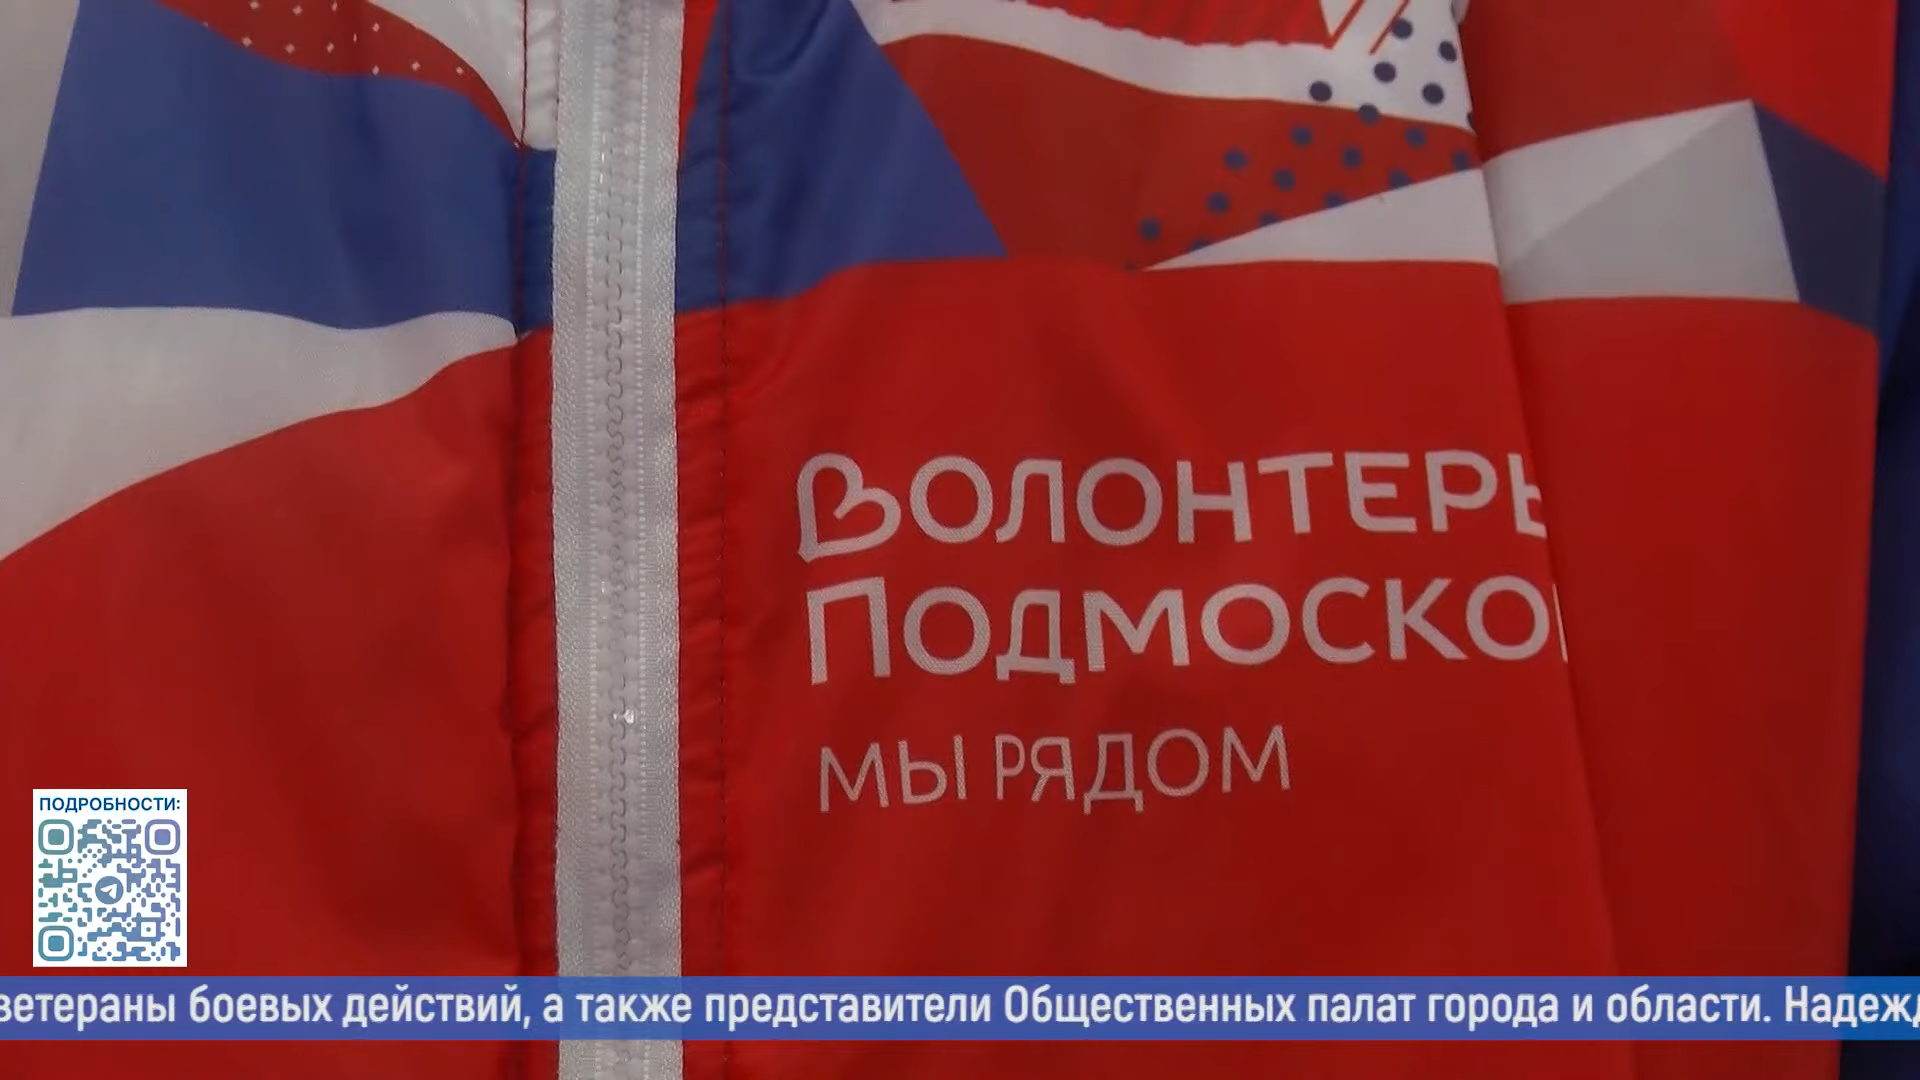 ВОЛОНТЕРЫ
ПОДМОСКО
МЫ РЯДОМ
ПОДРОБНОСТИ:
ветераны боевых действий, а также представители Общественных палат города и области. Надежд